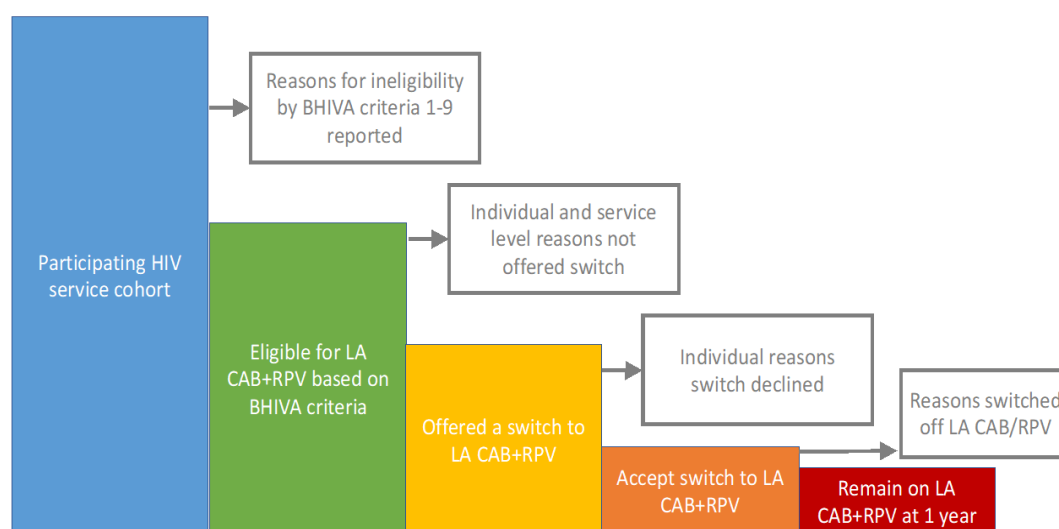 Reasons for ineligibility
by BHIVA criteria 1-9
reported
Individual and service
level reasons not
offered switch
Participating HIV
service cohort
Eligible for LA
CAB+RPV based on
BHIVA criteria
Individual reasons
switch declined
Reasons switched
off LA CAB/RPV
Offered a switch to
LA CAB+RPV
Accept switch to LA
CAB+RPV
Remain on LA
CAB+RPV at 1 year